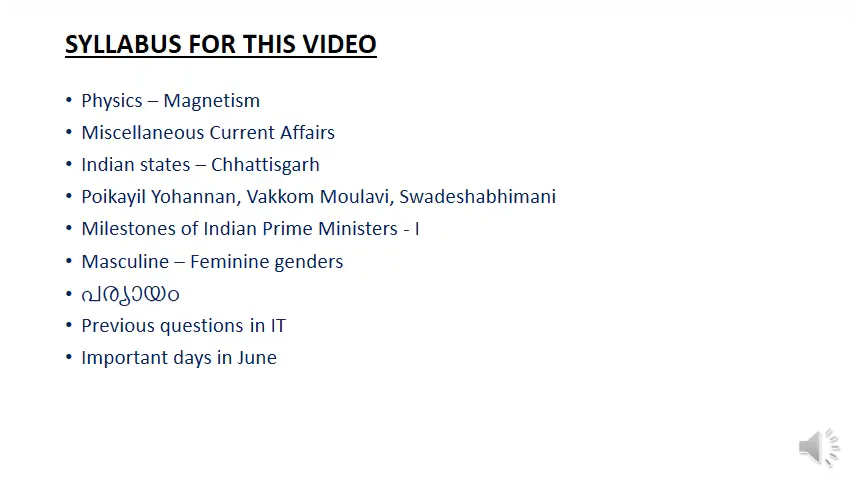 SYLLABUS FOR THIS VIDEO
• Physics – Magnetism
• Miscellaneous Current Affairs
• Indian states – Chhattisgarh
• Poikayil Yohannan, Vakkom Moulavi, Swadeshabhimani
• Milestones of Indian Prime Ministers - I
• Masculine – Feminine genders
• പര്യായം
• Previous questions in IT
• Important days in June